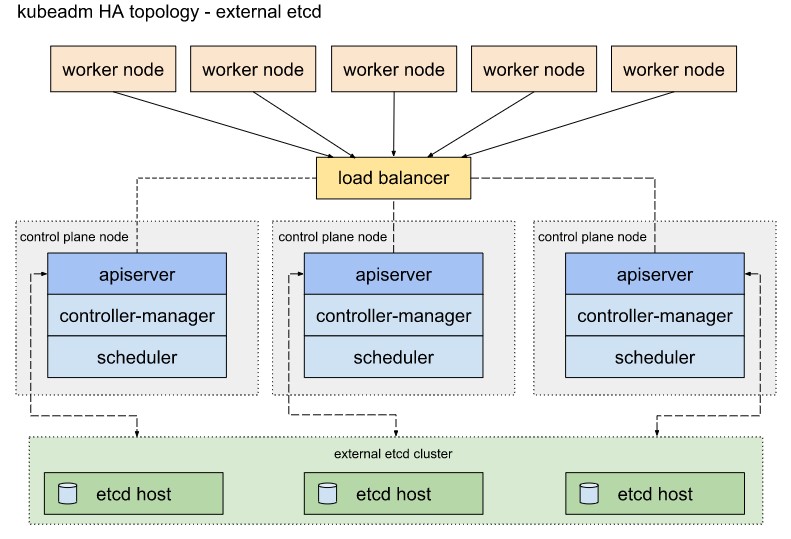 kubeadm HA topology - external etcd
worker node
worker node
worker node
worker node
worker node
load balancer
control plane node
control plane node
control plane node
apiserver
apiserver
apiserver
controller-manager
controller-manager
controller-manager
scheduler
scheduler
scheduler
external etcd cluster
etcd host
etcd host
etcd host